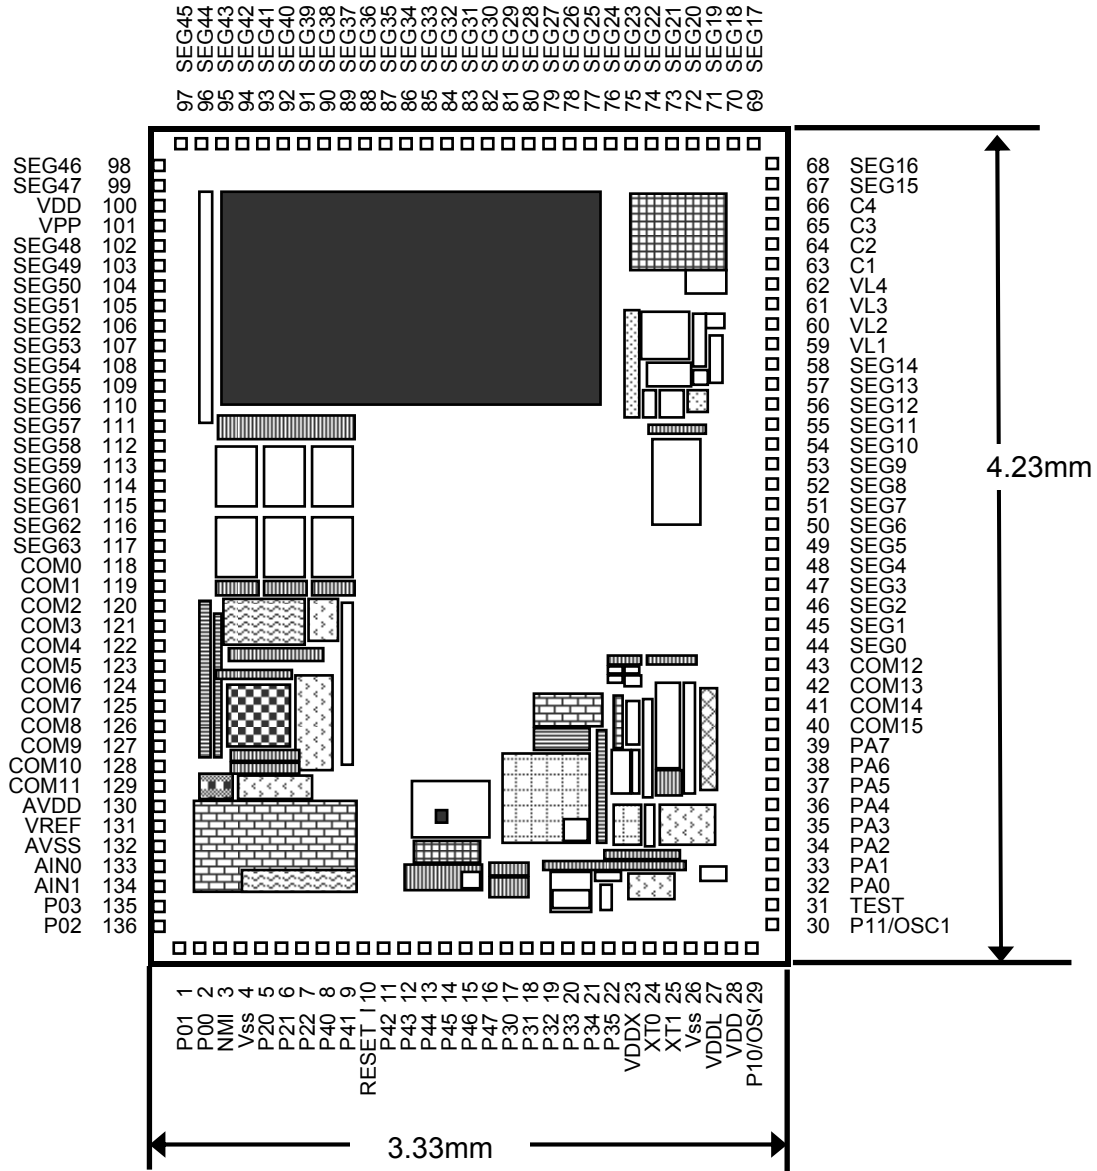 97 SEG45
96 SEG44
95 SEG43
94 SEG42
93 SEG41
92 SEG40
91 SEG39
90 SEG38
89 SEG37
88 SEG36
87 SEG35
86 SEG34
85 SEG33
84 SEG32
83 SEG31
82 SEG30
81 SEG29
80 SEG28
79 SEG27
78 SEG26
77 SEG25
76 SEG24
75 SEG23
74 SEG22
73 SEG21
72 SEG20
71 SEG19
70 SEG18
69 SEG17
SEG46 98
SEG47 99
VDD 100
VPP 101
SEG48 102
SEG49 103
SEG50 104
SEG51 105
SEG52 106
SEG53 107
SEG54 108
SEG55 109
SEG56 110
SEG57 111
SEG58 112
SEG59 113
SEG60 114
SEG61 115
SEG62 116
SEG63 117
COM0 118
COM1 119
COM2 120
COM3 121
COM4 122
COM5 123
COM6 124
COM7 125
COM8 126
COM9 127
COM10 128
COM11 129
AVDD 130
VREF 131
AVSS 132
AIN0 133
AIN1 134
P03 135
P02 136
68 SEG16
67 SEG15
66 C4
65 C3
64 C2
63 C1
62 VL4
61 VL3
60 VL2
59 VL1
58 SEG14
57 SEG13
56 SEG12
55 SEG11
54 SEG10
53 SEG9
52 SEG8
51 SEG7
50 SEG6
49 SEG5
48 SEG4
47 SEG3
46 SEG2
45 SEG1
44 SEG0
43 COM12
42 COM13
41 COM14
40 COM15
39 PA7
38 PA6
37 PA5
36 PA4
35 PA3
34 PA2
33 PA1
32 PA0
31 TEST
30 P11/OSC1
4.23mm
P01 1
P00 2
NMI 3
Vss 4
P20 5
P21 6
P22 7
P40 8
P41 9
RESET 10
P42 11
P43 12
P44 13
P45 14
P46 15
P47 16
P30 17
P31 18
P32 19
P33 20
P34 21
P35 22
VDDX 23
XT0 24
XT1 25
Vss 26
VDDL 27
VDD 28
P10/OS 29
3.33mm